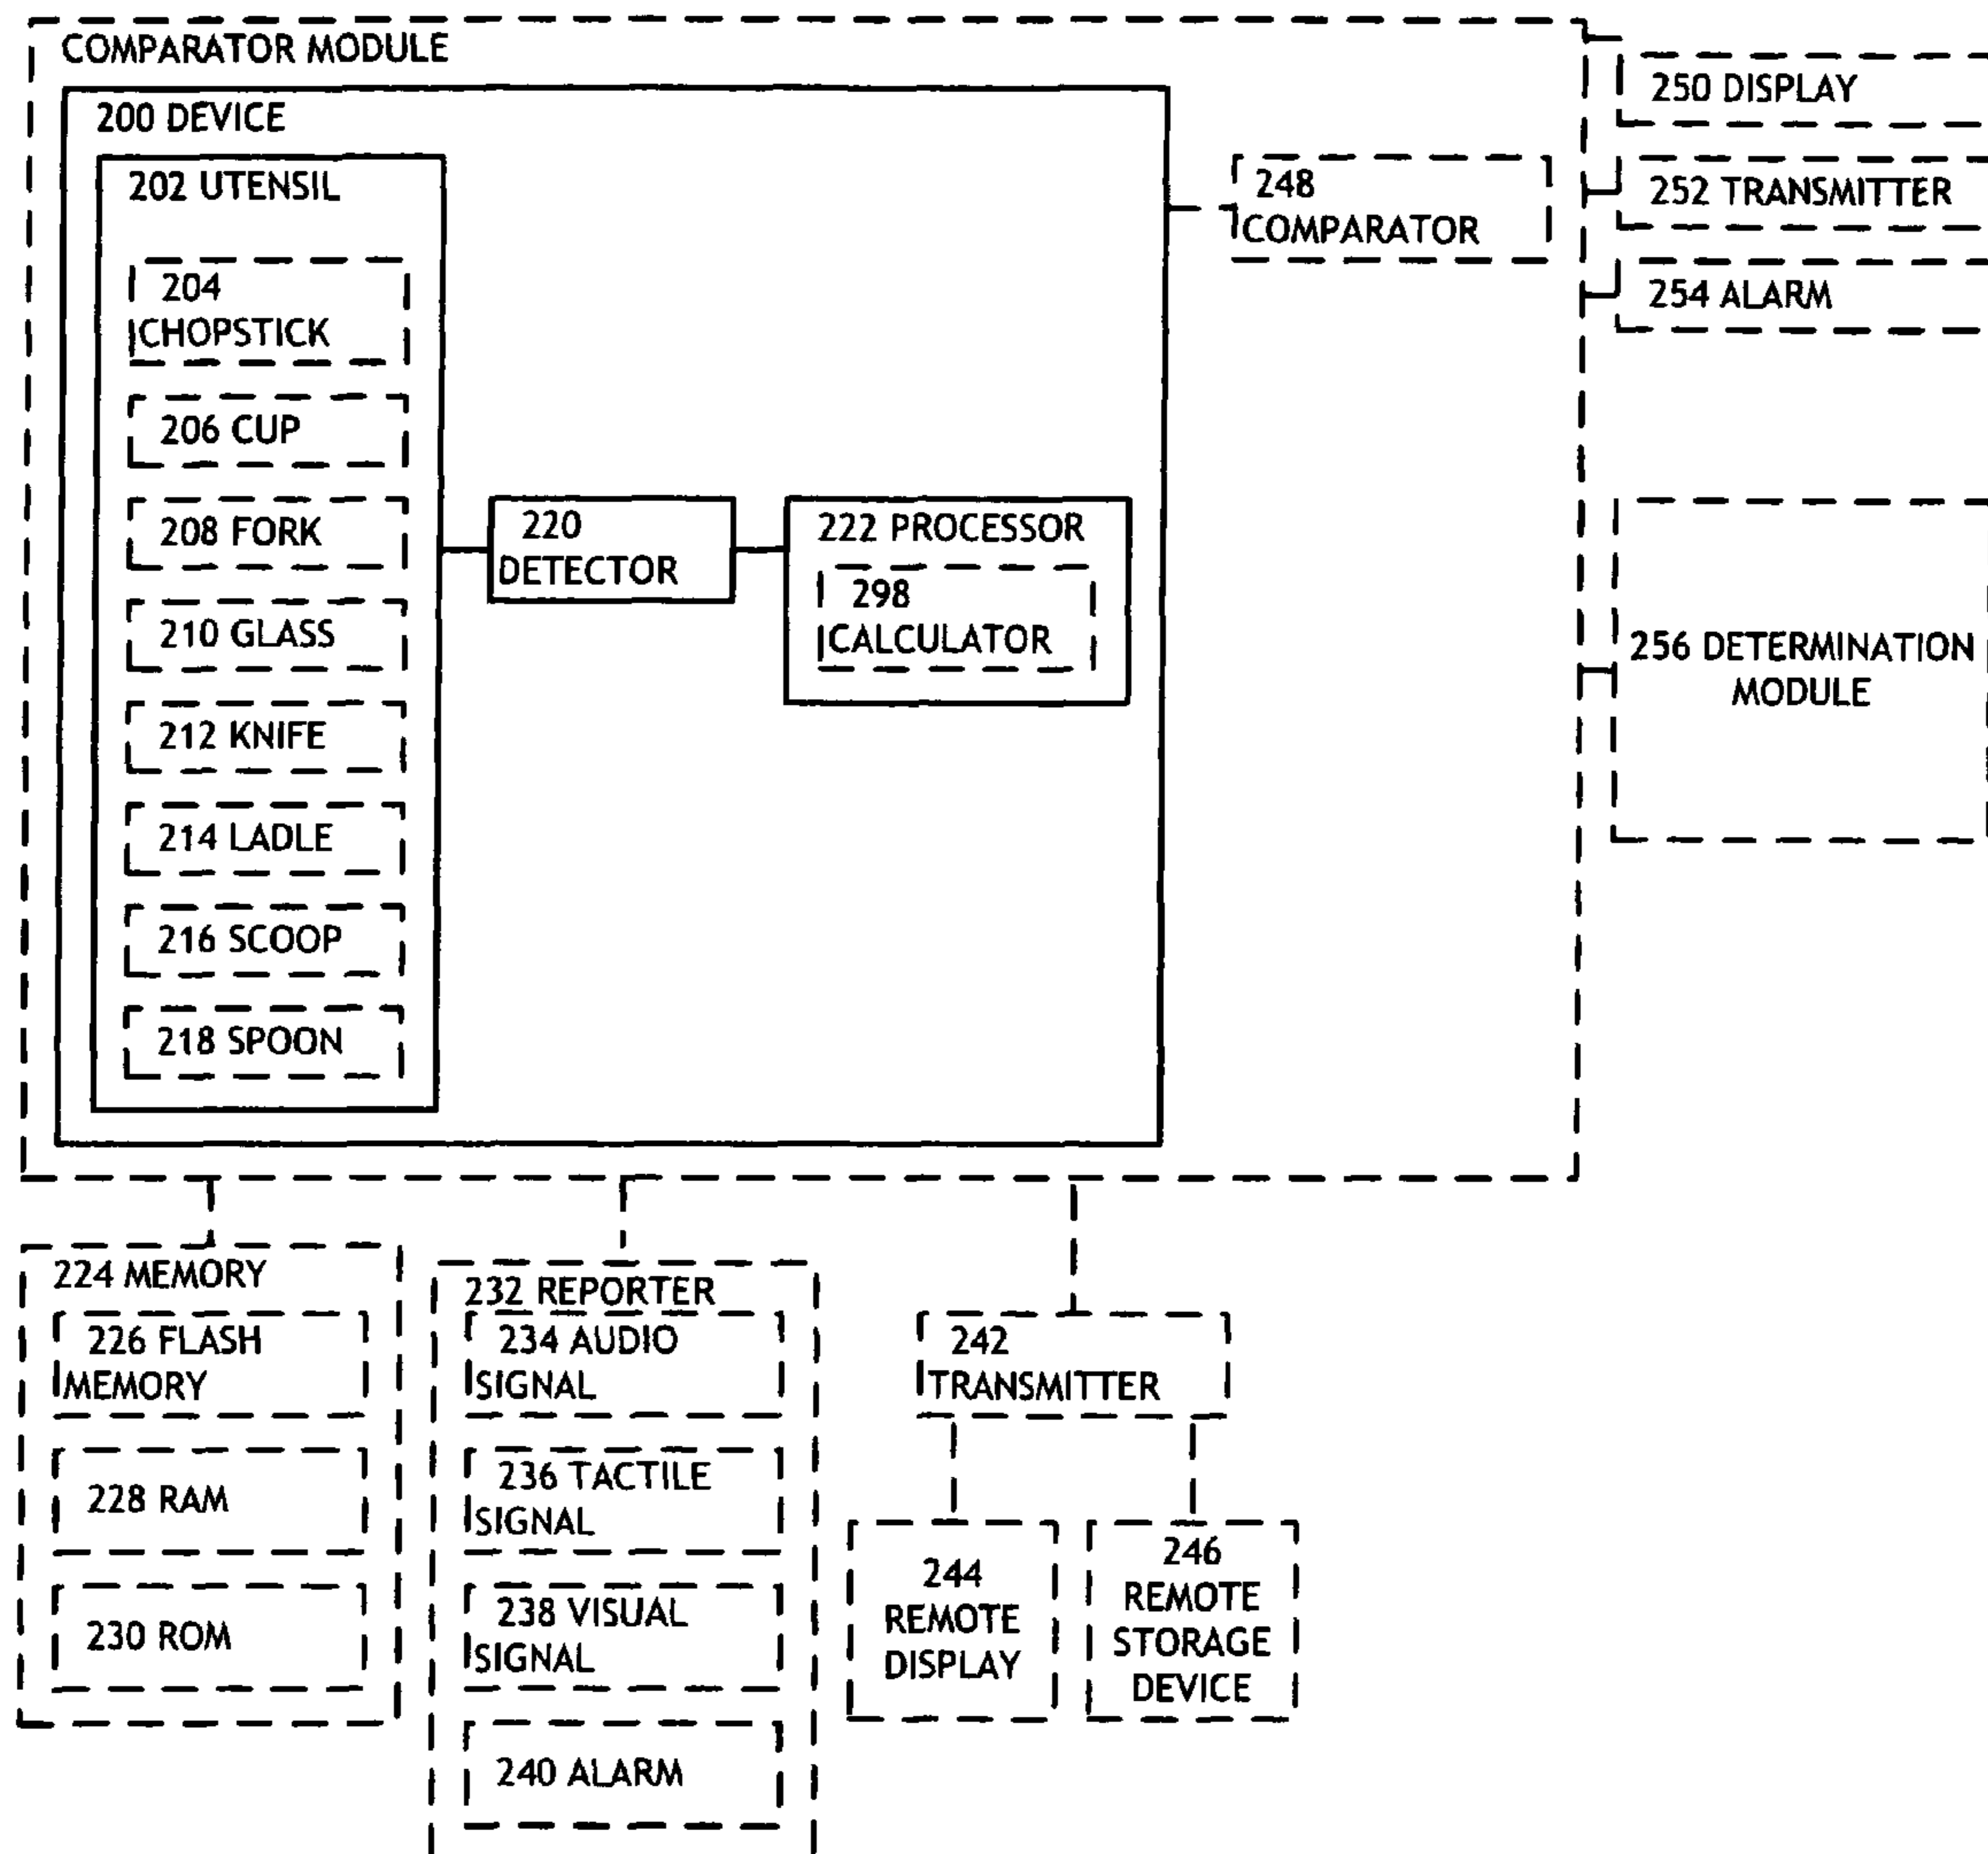 COMPARATOR MODULE
200 DEVICE
202 UTENSIL
204
CHOPSTICK
206 CUP
208 FORK
210 GLASS
212 KNIFE
214 LADLE
216 SCOOP
218 SPOON
220
DETECTOR
222 PROCESSOR
298
CALCULATOR
248
COMPARATOR
250 DISPLAY
252 TRANSMITTER
254 ALARM
256 DETERMINATION
MODULE
224 MEMORY
226 FLASH
MEMORY
228 RAM
230 ROM
232 REPORTER
234 AUDIO
SIGNAL
236 TACTILE
SIGNAL
238 VISUAL
SIGNAL
240 ALARM
242
TRANSMITTER
244
REMOTE
DISPLAY
246
REMOTE
STORAGE
DEVICE